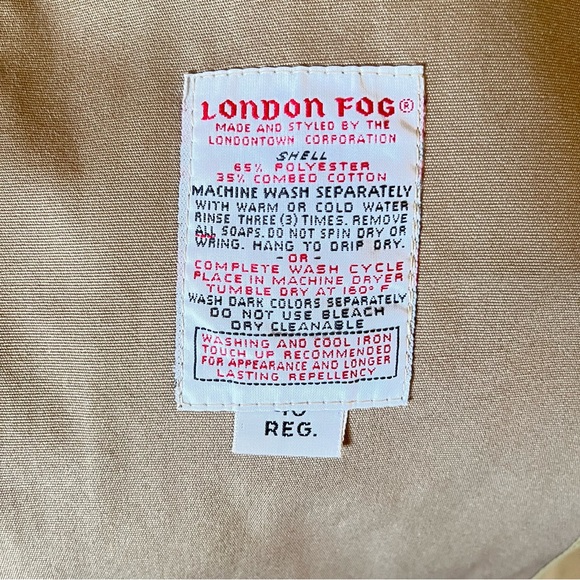 LONDON FOG®
MADE AND STYLED BY THE
LONDONTOWN CORPORATION
SHELL
65% POLYESTER
35% COMBED COTTON
MACHINE WASH SEPARATELY
WITH WARM OR COLD WATER
RINSE THREE (3) TIMES. REMOVE
ALL SOAPS. DO NOT SPIN DRY OR
WRING. HANG TO DRIP DRY.
-OR-
COMPLETE WASH CYCLE
PLACE IN MACHINE DRYER
TUMBLE DRY AT 160° F
WASH DARK COLORS SEPARATELY
DO NOT USE BLEACH
DRY CLEANABLE
WASHING AND COOL IRON
TOUCH UP RECOMMENDED
FOR APPEARANCE AND LONGER
LASTING REPELLENCY
REG.